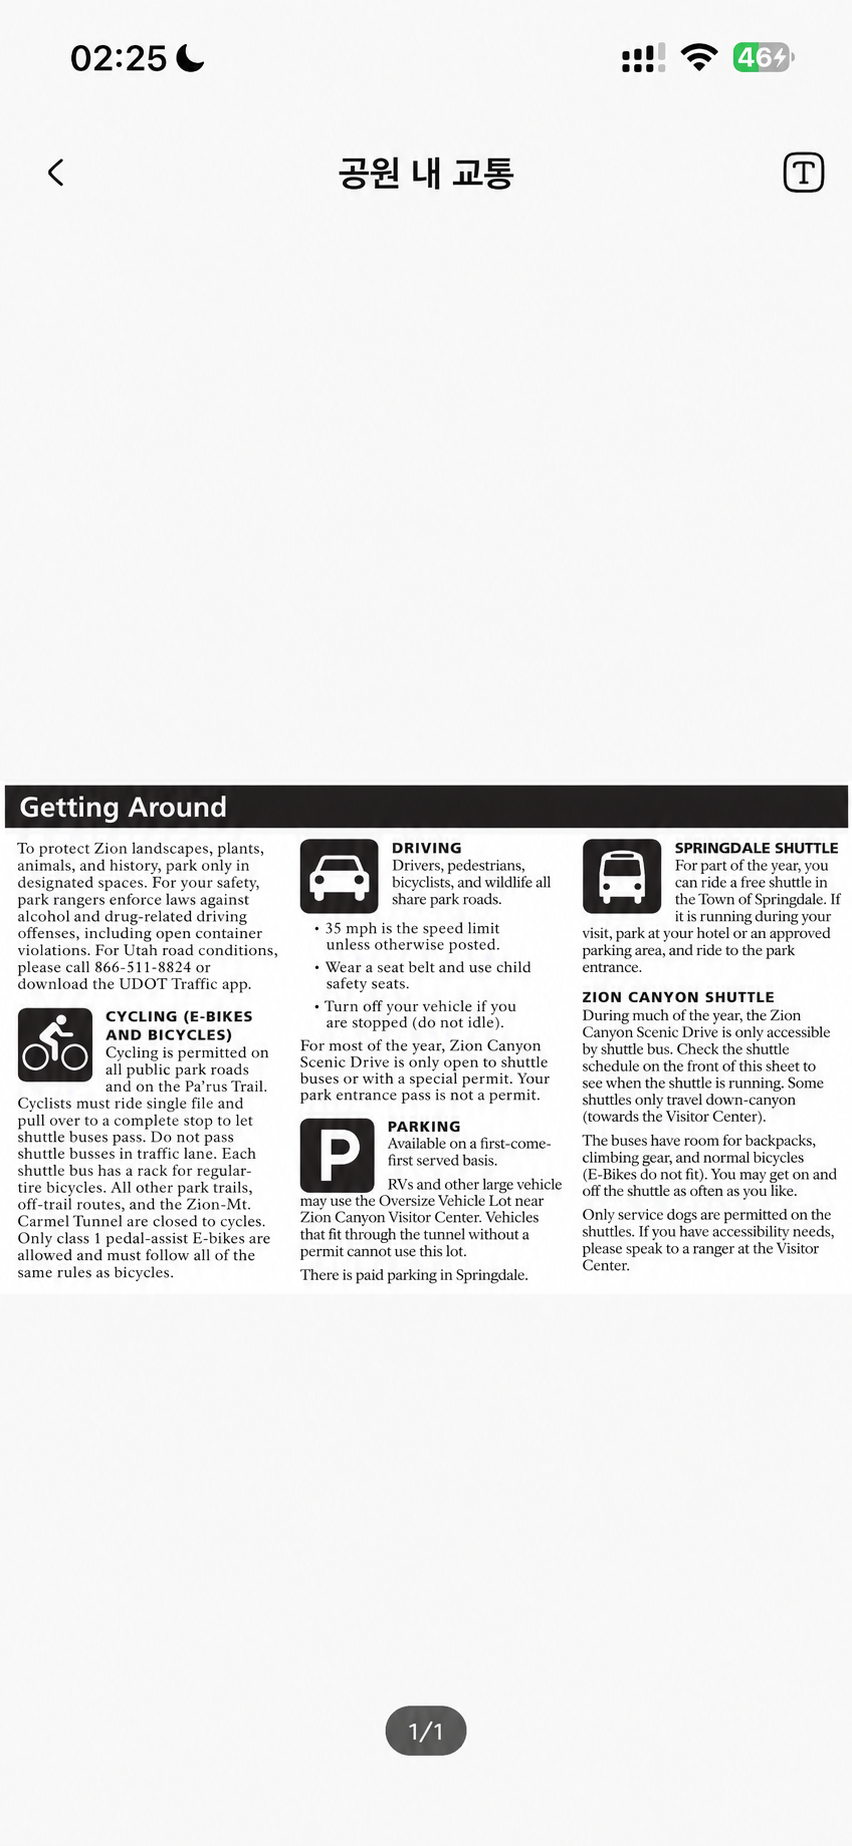 02:25
46
공원 내 교통
T
Getting Around
To protect Zion landscapes, plants,
animals, and history, park only in
designated spaces. For your safety,
park rangers enforce laws against
alcohol and drug-related driving
offenses, including open container
violations. For Utah road conditions,
please call 866-511-8824 or
download the UDOT Traffic app.
CYCLING (E-BIKES
AND BICYCLES)
Cycling is permitted on
all public park roads
and on the Pa'rus Trail.
Cyclists must ride single file and
pull over to a complete stop to let
shuttle buses pass. Do not pass
shuttle busses in traffic lane. Each
shuttle bus has a rack for regular-
tire bicycles. All other park trails,
off-trail routes, and the Zion-Mt.
Carmel Tunnel are closed to cycles.
Only class 1 pedal-assist E-bikes are
allowed and must follow all of the
same rules as bicycles.
DRIVING
Drivers, pedestrians,
bicyclists, and wildlife all
share park roads.
• 35 mph is the speed limit
unless otherwise posted.
• Wear a seat belt and use child
safety seats.
• Turn off your vehicle if you
are stopped (do not idle).
For most of the year, Zion Canyon
Scenic Drive is only open to shuttle
buses or with a special permit. Your
park entrance pass is not a permit.
P
PARKING
Available on a first-come-
first served basis.
RVs and other large vehicle
may use the Oversize Vehicle Lot near
Zion Canyon Visitor Center. Vehicles
that fit through the tunnel without a
permit cannot use this lot.
There is paid parking in Springdale.
SPRINGDALE SHUTTLE
For part of the year, you
can ride a free shuttle in
the Town of Springdale. If
it is running during your
visit, park at your hotel or an approved
parking area, and ride to the park
entrance.
ZION CANYON SHUTTLE
During much of the year, the Zion
Canyon Scenic Drive is only accessible
by shuttle bus. Check the shuttle
schedule on the front of this sheet to
see when the shuttle is running. Some
shuttles only travel down-canyon
(towards the Visitor Center).
The buses have room for backpacks,
climbing gear, and normal bicycles
(E-Bikes do not fit). You may get on and
off the shuttle as often as you like.
Only service dogs are permitted on the
shuttles. If you have accessibility needs,
please speak to a ranger at the Visitor
Center.
1/1